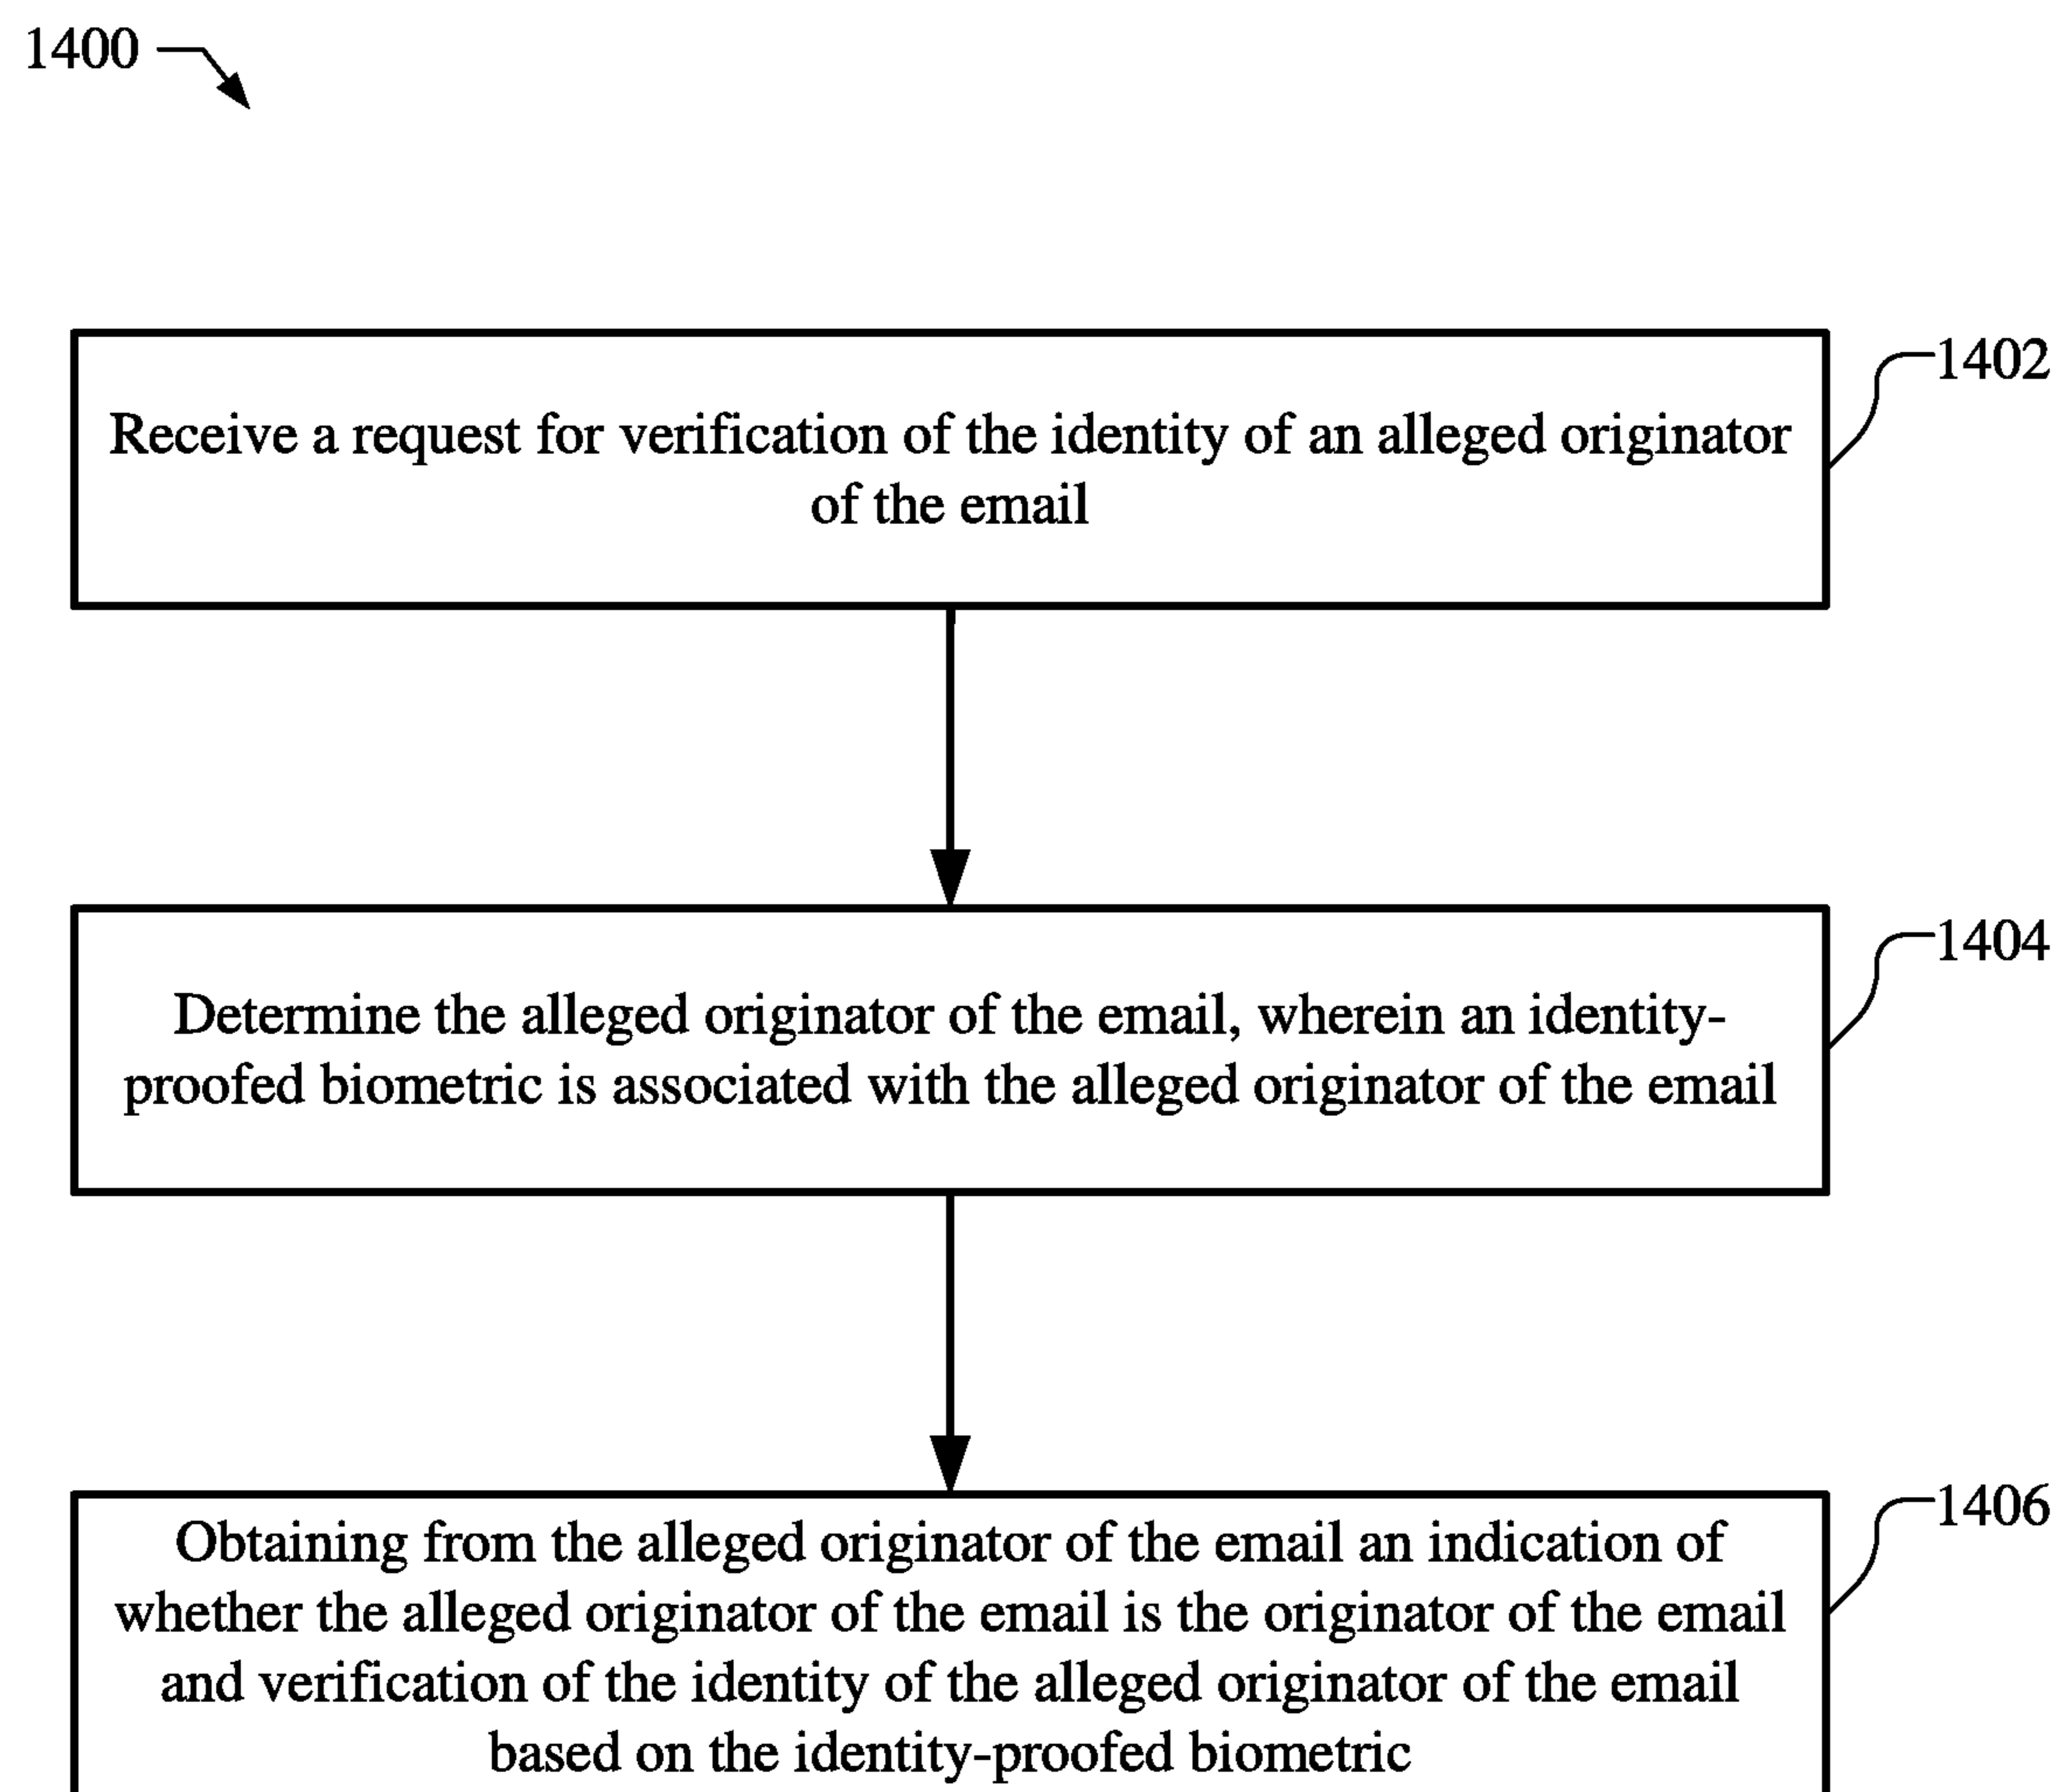 1400
Receive a request for verification of the identity of an alleged originator
of the email
1402
Determine the alleged originator of the email, wherein an identity-
proofed biometric is associated with the alleged originator of the email
1404
Obtaining from the alleged originator of the email an indication of
whether the alleged originator of the email is the originator of the email
and verification of the identity of the alleged originator of the email
based on the identity-proofed biometric
1406